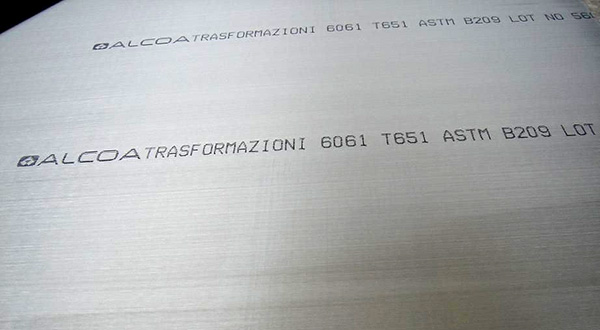 ALCOA TRASFORMAZIONI 6061 T651 ASTM B209 LOT NO
ALCOA TRASFORMAZIONI 6061 T651 ASTM B209 LOT